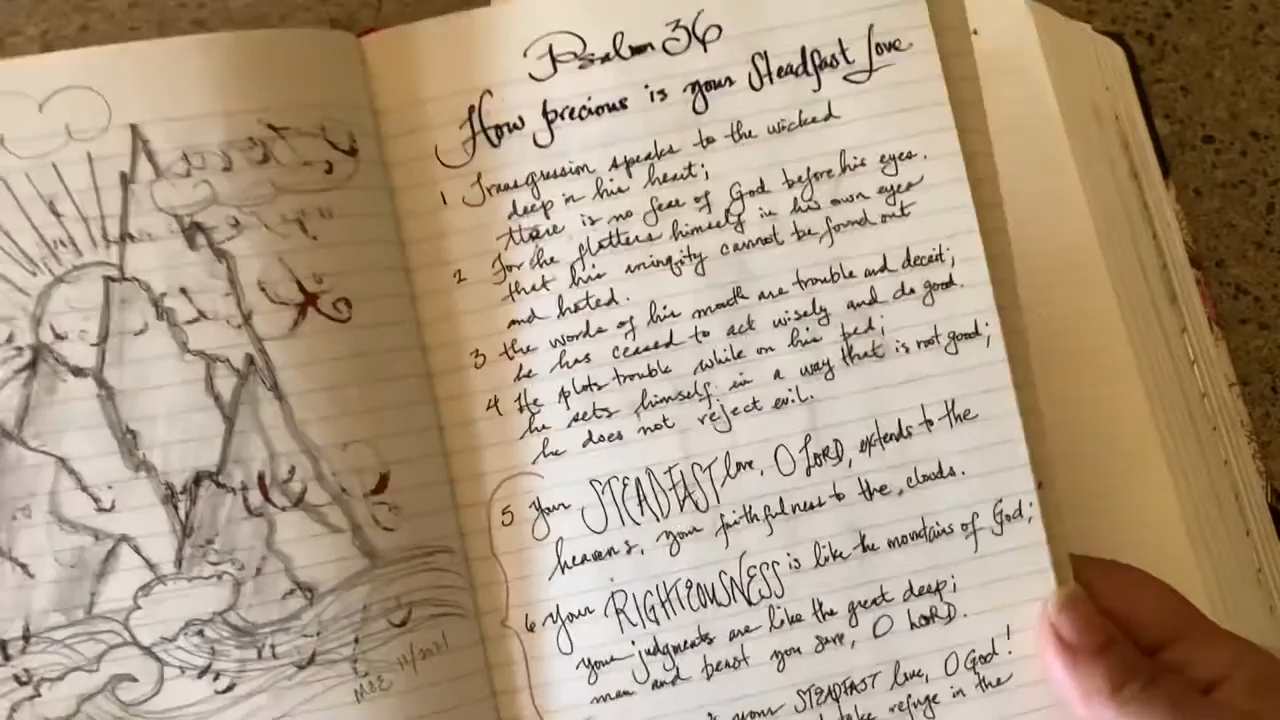 Psalm 36
How precious is your Steadfast Love
1 Transgression speaks to the wicked
deep in his heart;
there is no fear of God before his eyes.
2 For he flatters himself in his own eyes
that his iniquity cannot be found out
and hated.
3 the words of his mouth are trouble and deceit;
he has ceased to act wisely and do good.
4 He plots trouble while on his bed;
he sets himself in a way that is not good;
he does not reject evil.
5 Your STEADFAST love, O LORD, extends to the
heavens, your faithfulness to the clouds.
6 your RIGHTEOUSNESS is like the mountains of God;
your judgments are like the great deep;
man and beast you save, O LORD.
your STEADFAST love, O God!
take refuge in the
MBE 11/2021